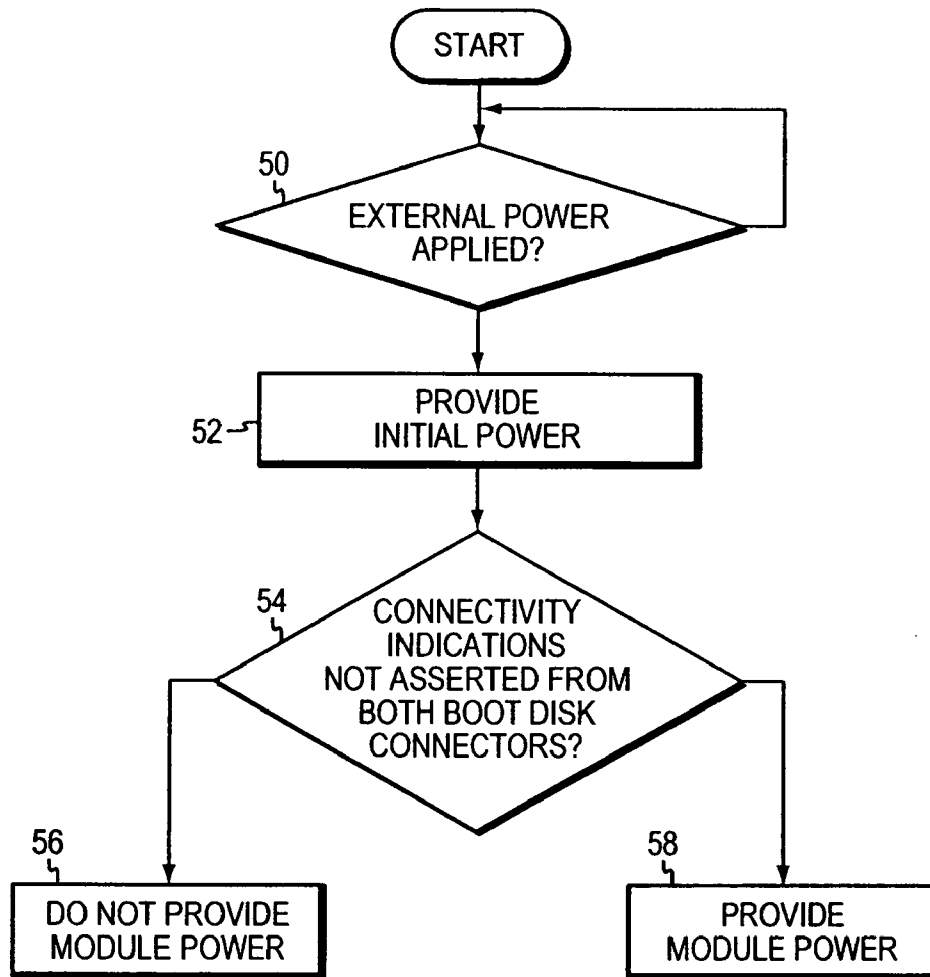 START
50
EXTERNAL POWER
APPLIED?
52
PROVIDE
INITIAL POWER
54
CONNECTIVITY
INDICATIONS
NOT ASSERTED FROM
BOTH BOOT DISK
CONNECTORS?
56
DO NOT PROVIDE
MODULE POWER
58
PROVIDE
MODULE POWER